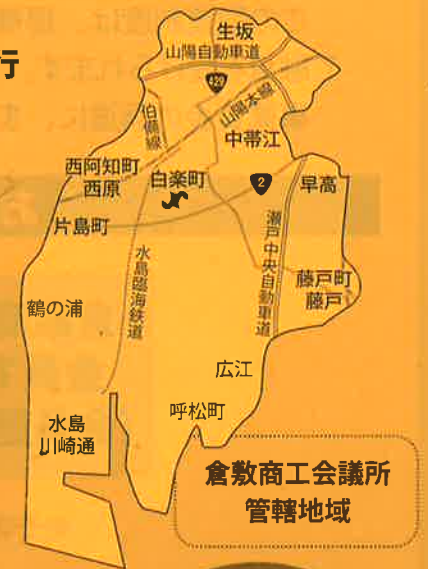 行
生坂
山陽自動車道
429
山陽本線
伯備線
中帯江
西阿知町
西原
白楽町
2
早高
片島町
水島臨海鉄道
瀬戸中央自動車道
藤戸町
藤戸
鶴の浦
広江
呼松町
水島
川崎通
倉敷商工会議所
管轄地域